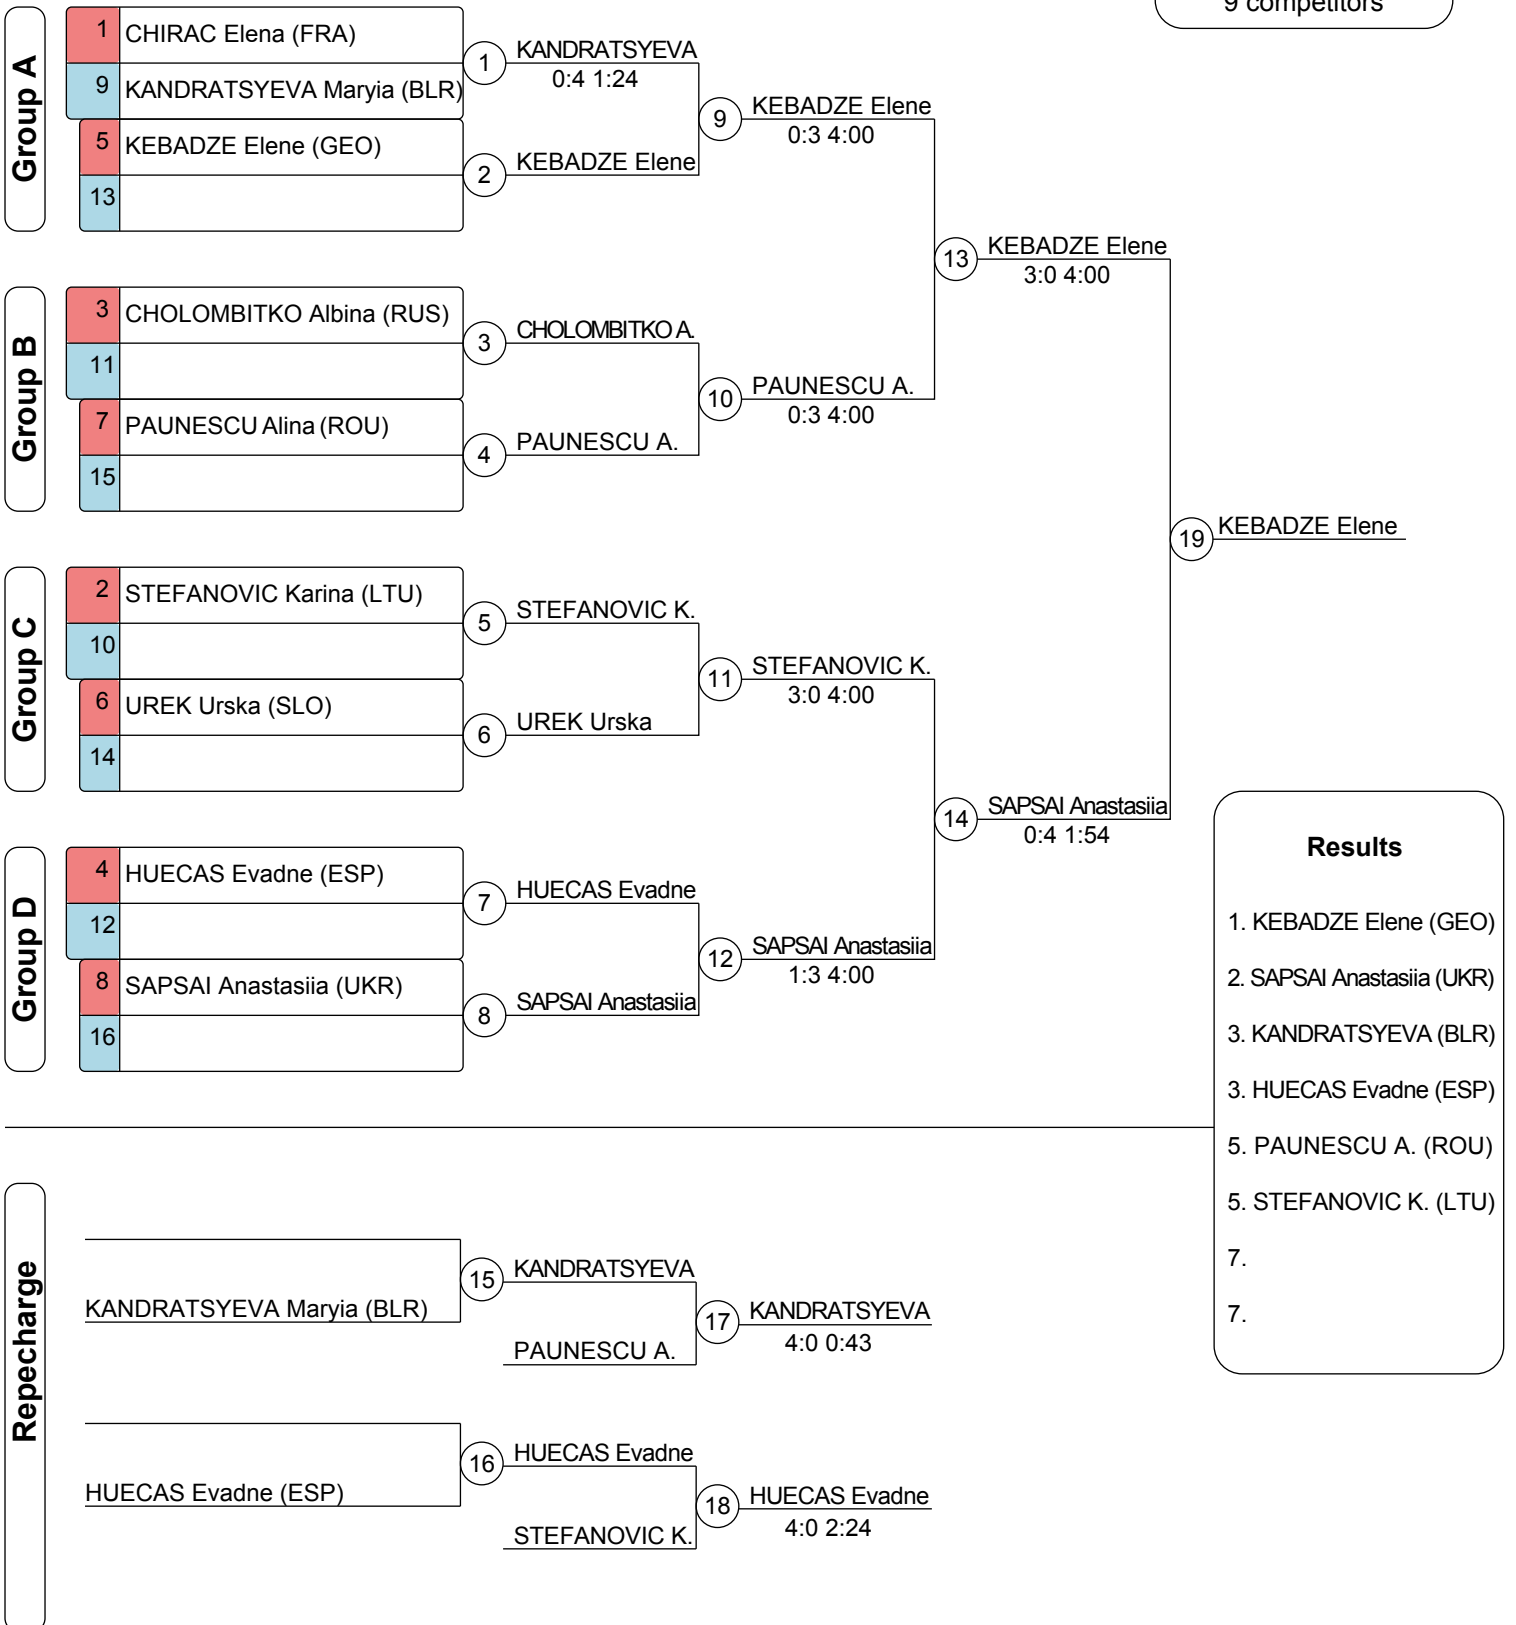 9 competitors
Group A
1 CHIRAC Elena (FRA)
9 KANDRATSYEVA Maryia (BLR)
5 KEBADZE Elene (GEO)
13
1 KANDRATSYEVA
0:4 1:24
2 KEBADZE Elene
9 KEBADZE Elene
0:3 4:00
Group B
3 CHOLOMBITKO Albina (RUS)
11
7 PAUNESCU Alina (ROU)
15
3 CHOLOMBITKO A.
4 PAUNESCU A.
10 PAUNESCU A.
0:3 4:00
13 KEBADZE Elene
3:0 4:00
Group C
2 STEFANOVIC Karina (LTU)
10
6 UREK Urska (SLO)
14
5 STEFANOVIC K.
6 UREK Urska
11 STEFANOVIC K.
3:0 4:00
Group D
4 HUECAS Evadne (ESP)
12
8 SAPSAI Anastasiia (UKR)
16
7 HUECAS Evadne
8 SAPSAI Anastasiia
12 SAPSAI Anastasiia
1:3 4:00
14 SAPSAI Anastasiia
0:4 1:54
19 KEBADZE Elene
Results
1. KEBADZE Elene (GEO)
2. SAPSAI Anastasiia (UKR)
3. KANDRATSYEVA (BLR)
3. HUECAS Evadne (ESP)
5. PAUNESCU A. (ROU)
5. STEFANOVIC K. (LTU)
7.
7.
Repecharge
KANDRATSYEVA Maryia (BLR)
15 KANDRATSYEVA
PAUNESCU A.
17 KANDRATSYEVA
4:0 0:43
HUECAS Evadne (ESP)
16 HUECAS Evadne
STEFANOVIC K.
18 HUECAS Evadne
4:0 2:24